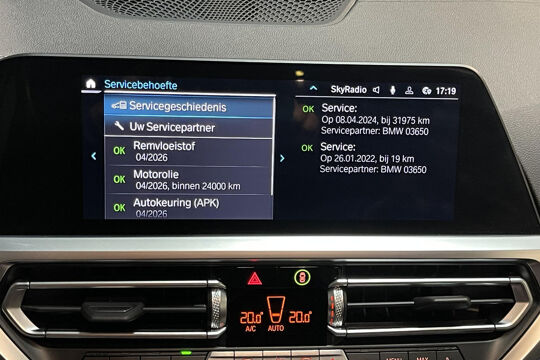 Servicebehoefte
SkyRadio 17:19
Servicegeschiedenis
Uw Servicepartner
OK Remvloeistof
04/2026
OK Motorolie
04/2026, binnen 24000 km
OK Autokeuring (APK)
04/2026
OK Service:
Op 08.04.2024, bij 31975 km
Servicepartner: BMW 03650
OK Service:
Op 26.01.2022, bij 19 km
Servicepartner: BMW 03650
20.0° 20.0°
A/C AUTO
MENU
MAX